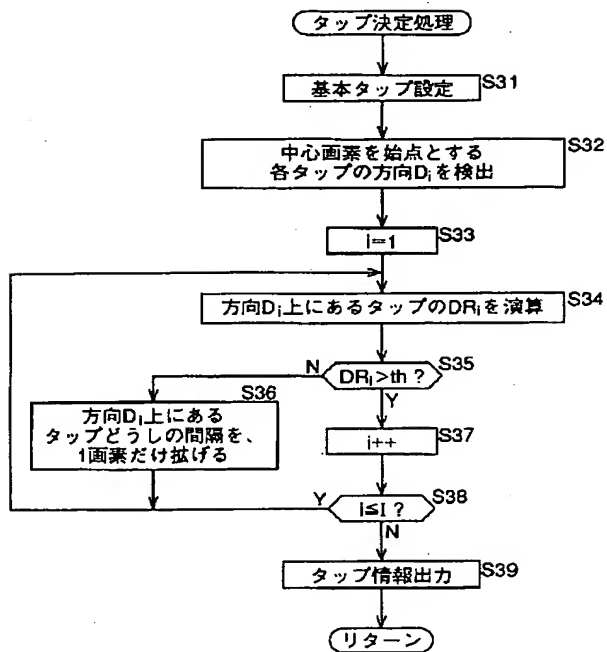 タップ決定処理
基本タップ設定 S31
S32
中心画素を始点とする
各タップの方向Diを検出
i=1 S33
S34
方向Di上にあるタップのDRiを演算
N DRi>th? S35
Y
S36
方向Di上にある
タップどうしの間隔を、
1画素だけ拡げる
i++ S37
Y i≦I? S38
N
タップ情報出力 S39
リターン